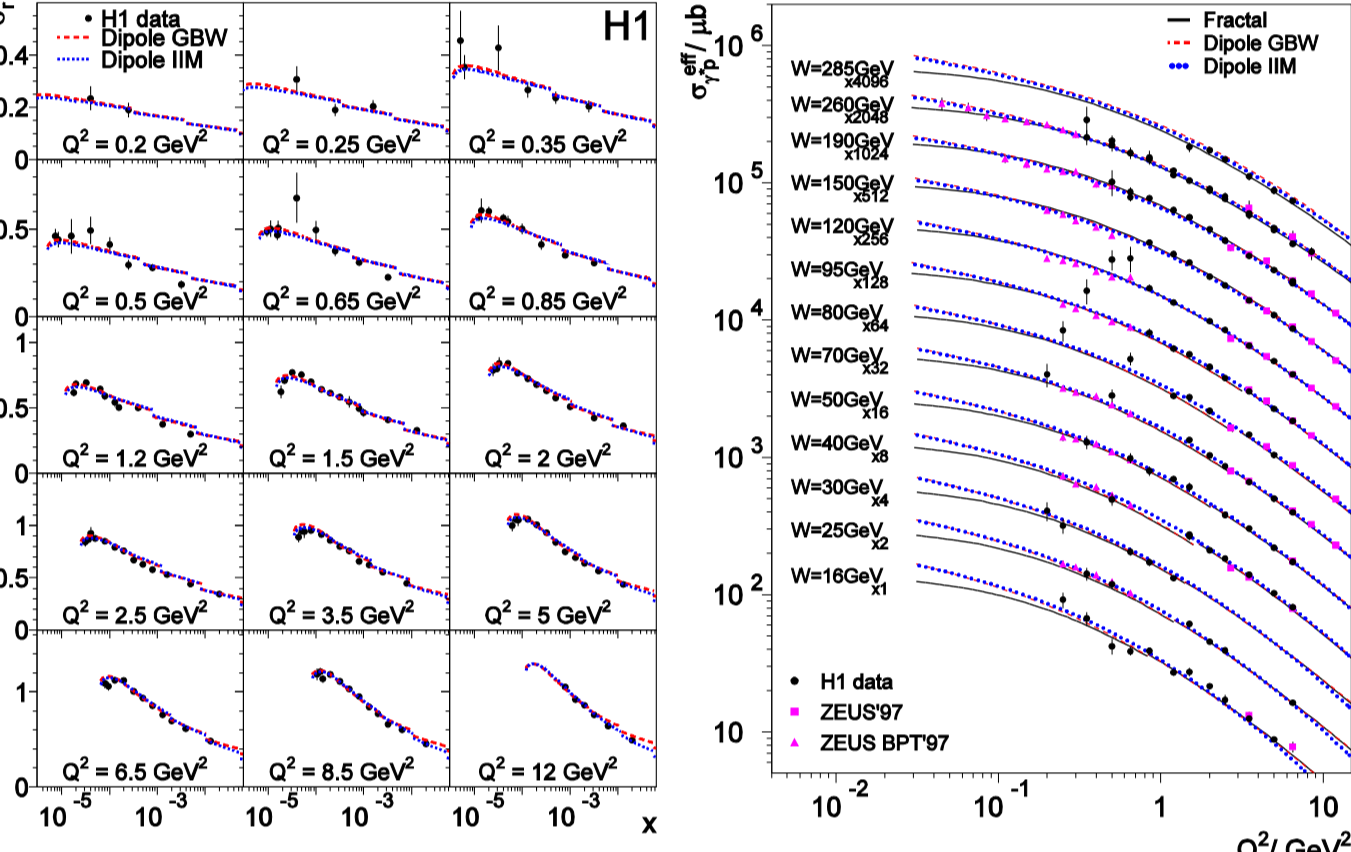 H1 data
Dipole GBW
Dipole IIM
H1
0.4
0.2
0
Q² = 0.2 GeV²
Q² = 0.25 GeV²
Q² = 0.35 GeV²
0.5
0
Q² = 0.5 GeV²
Q² = 0.65 GeV²
Q² = 0.85 GeV²
1
0.5
0
Q² = 1.2 GeV²
Q² = 1.5 GeV²
Q² = 2 GeV²
1
0.5
0
Q² = 2.5 GeV²
Q² = 3.5 GeV²
Q² = 5 GeV²
1
0
Q² = 6.5 GeV²
Q² = 8.5 GeV²
Q² = 12 GeV²
10⁻⁵ 10⁻³ 10⁻⁵ 10⁻³ 10⁻⁵ 10⁻³ x
σ^eff_γ*p / μb
Fractal
Dipole GBW
Dipole IIM
10⁶
10⁵
10⁴
10³
10²
10
W=285GeV
x4096
W=260GeV
x2048
W=190GeV
x1024
W=150GeV
x512
W=120GeV
x256
W=95GeV
x128
W=80GeV
x64
W=70GeV
x32
W=50GeV
x16
W=40GeV
x8
W=30GeV
x4
W=25GeV
x2
W=16GeV
x1
H1 data
ZEUS'97
ZEUS BPT'97
10⁻² 10⁻¹ 1 10
Q²/ GeV²